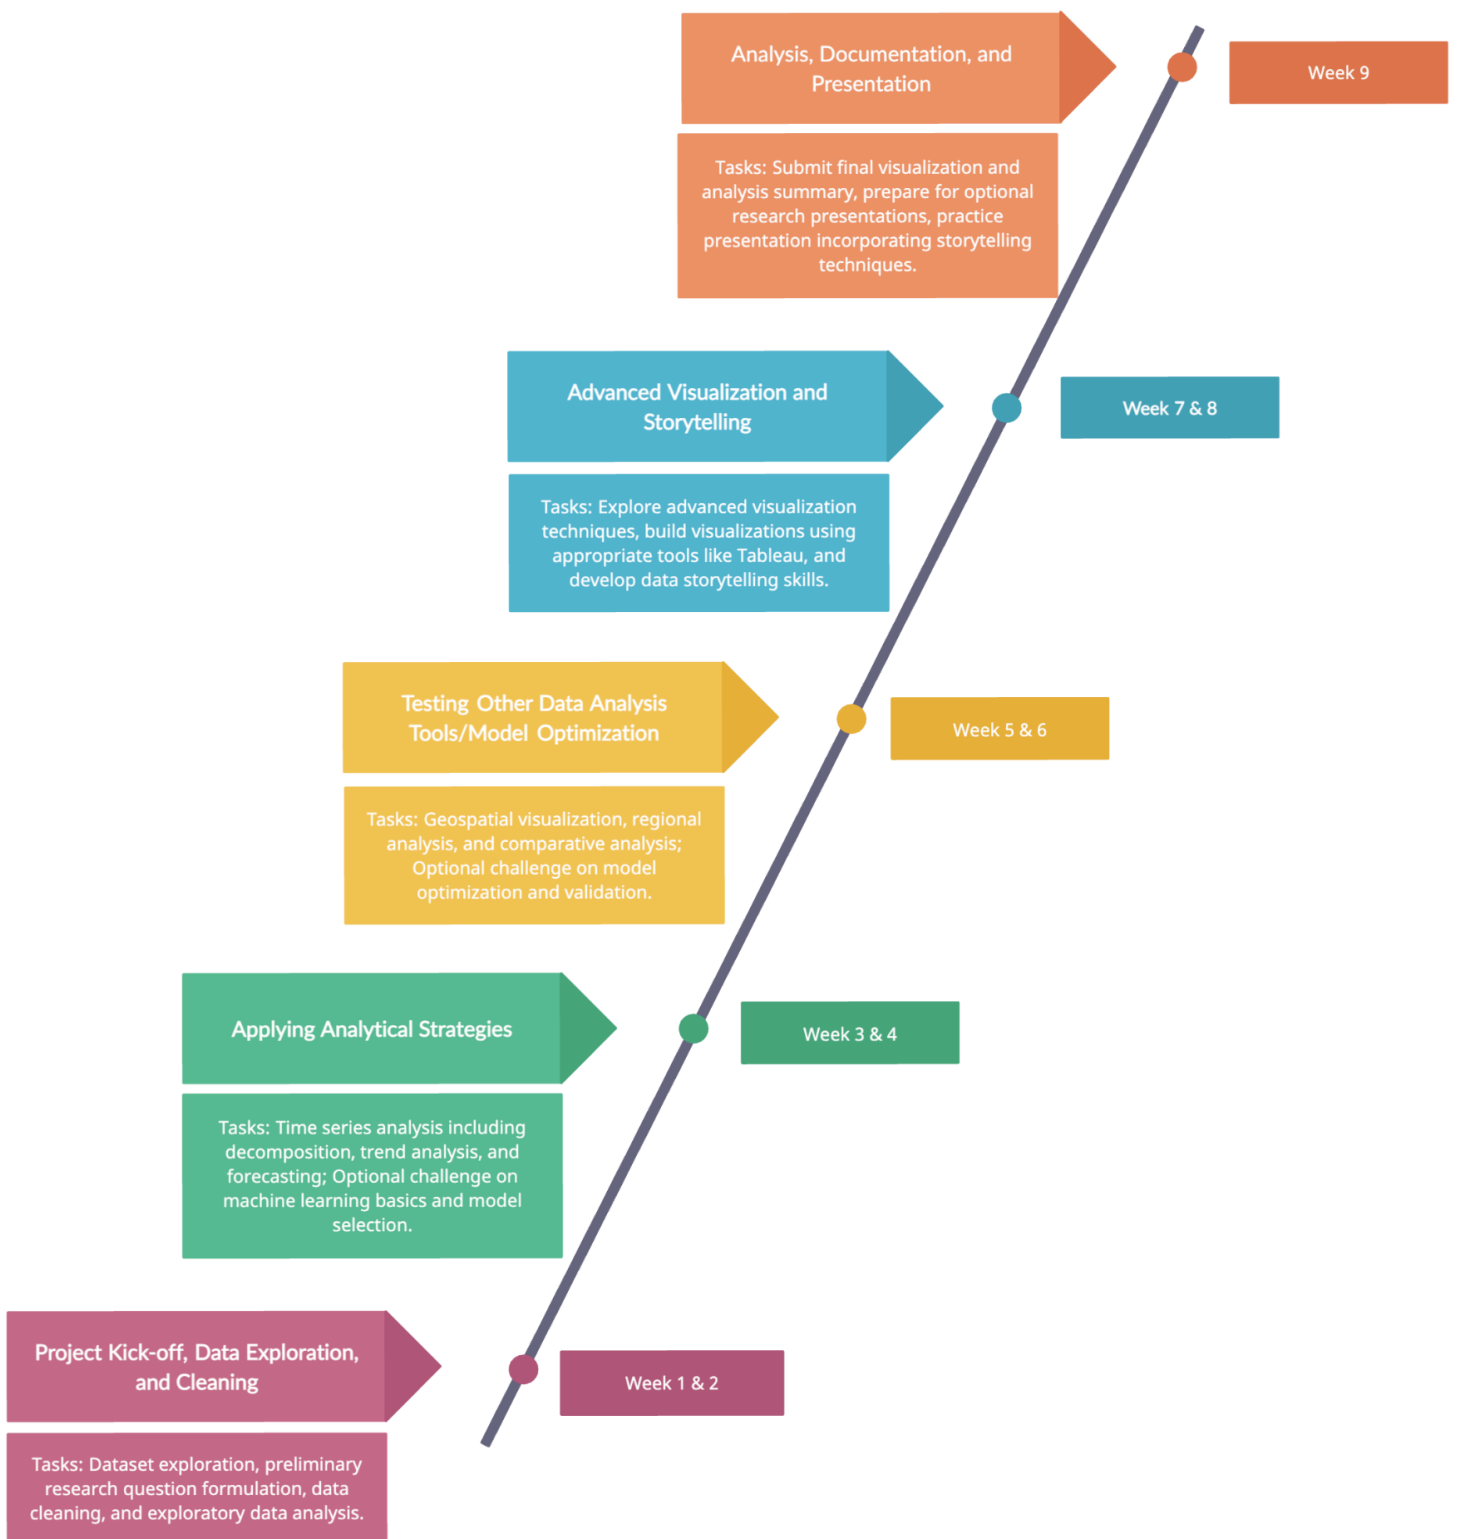 Analysis, Documentation, and
Presentation
Week 9
Tasks: Submit final visualization and
analysis summary, prepare for optional
research presentations, practice
presentation incorporating storytelling
techniques.
Advanced Visualization and
Storytelling
Week 7 & 8
Tasks: Explore advanced visualization
techniques, build visualizations using
appropriate tools like Tableau, and
develop data storytelling skills.
Testing Other Data Analysis
Tools/Model Optimization
Week 5 & 6
Tasks: Geospatial visualization, regional
analysis, and comparative analysis;
Optional challenge on model
optimization and validation.
Applying Analytical Strategies
Week 3 & 4
Tasks: Time series analysis including
decomposition, trend analysis, and
forecasting; Optional challenge on
machine learning basics and model
selection.
Project Kick-off, Data Exploration,
and Cleaning
Week 1 & 2
Tasks: Dataset exploration, preliminary
research question formulation, data
cleaning, and exploratory data analysis.